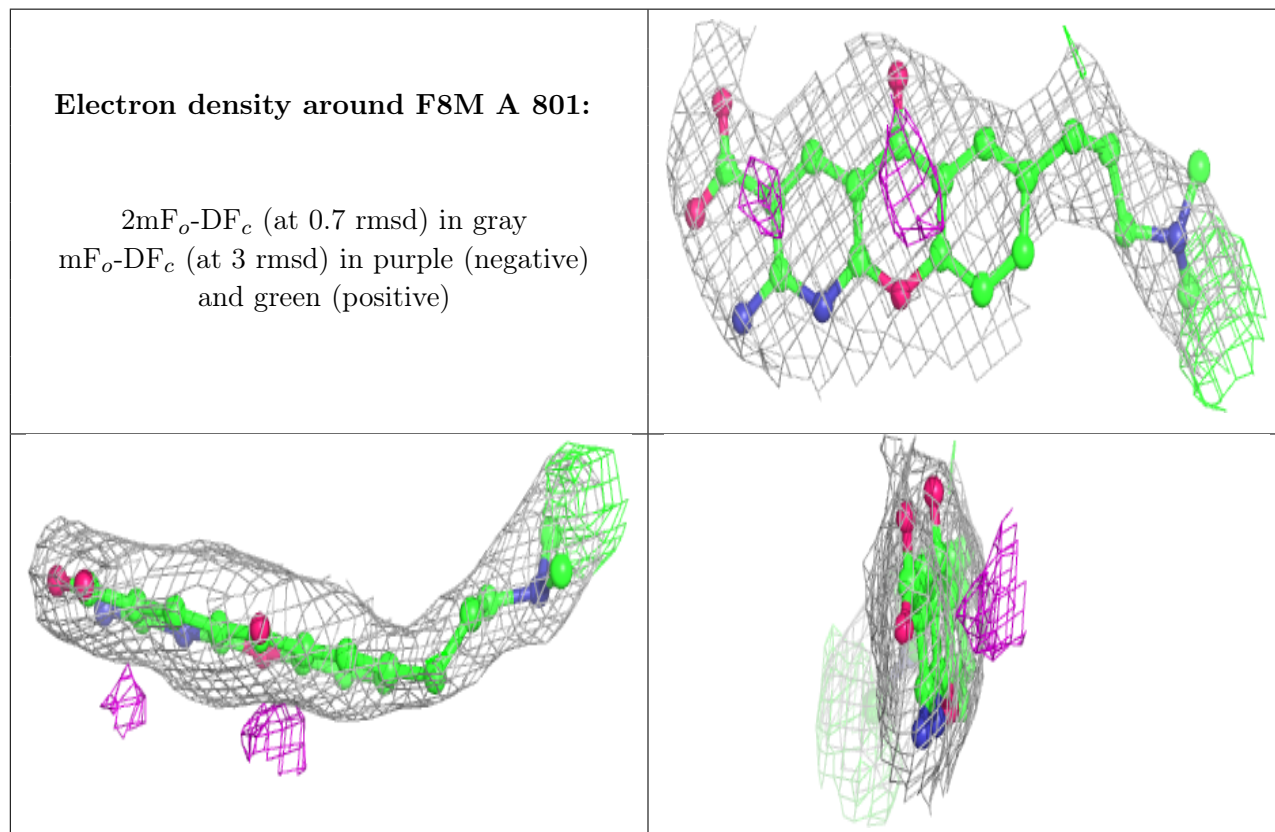 Electron density around F8M A 801:
2mFₒ-DF𝒸 (at 0.7 rmsd) in gray
mFₒ-DF𝒸 (at 3 rmsd) in purple (negative)
and green (positive)